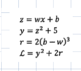 z = wx + b
y = z² + 5
r = 2(b − w)³
ℒ = y² + 2r